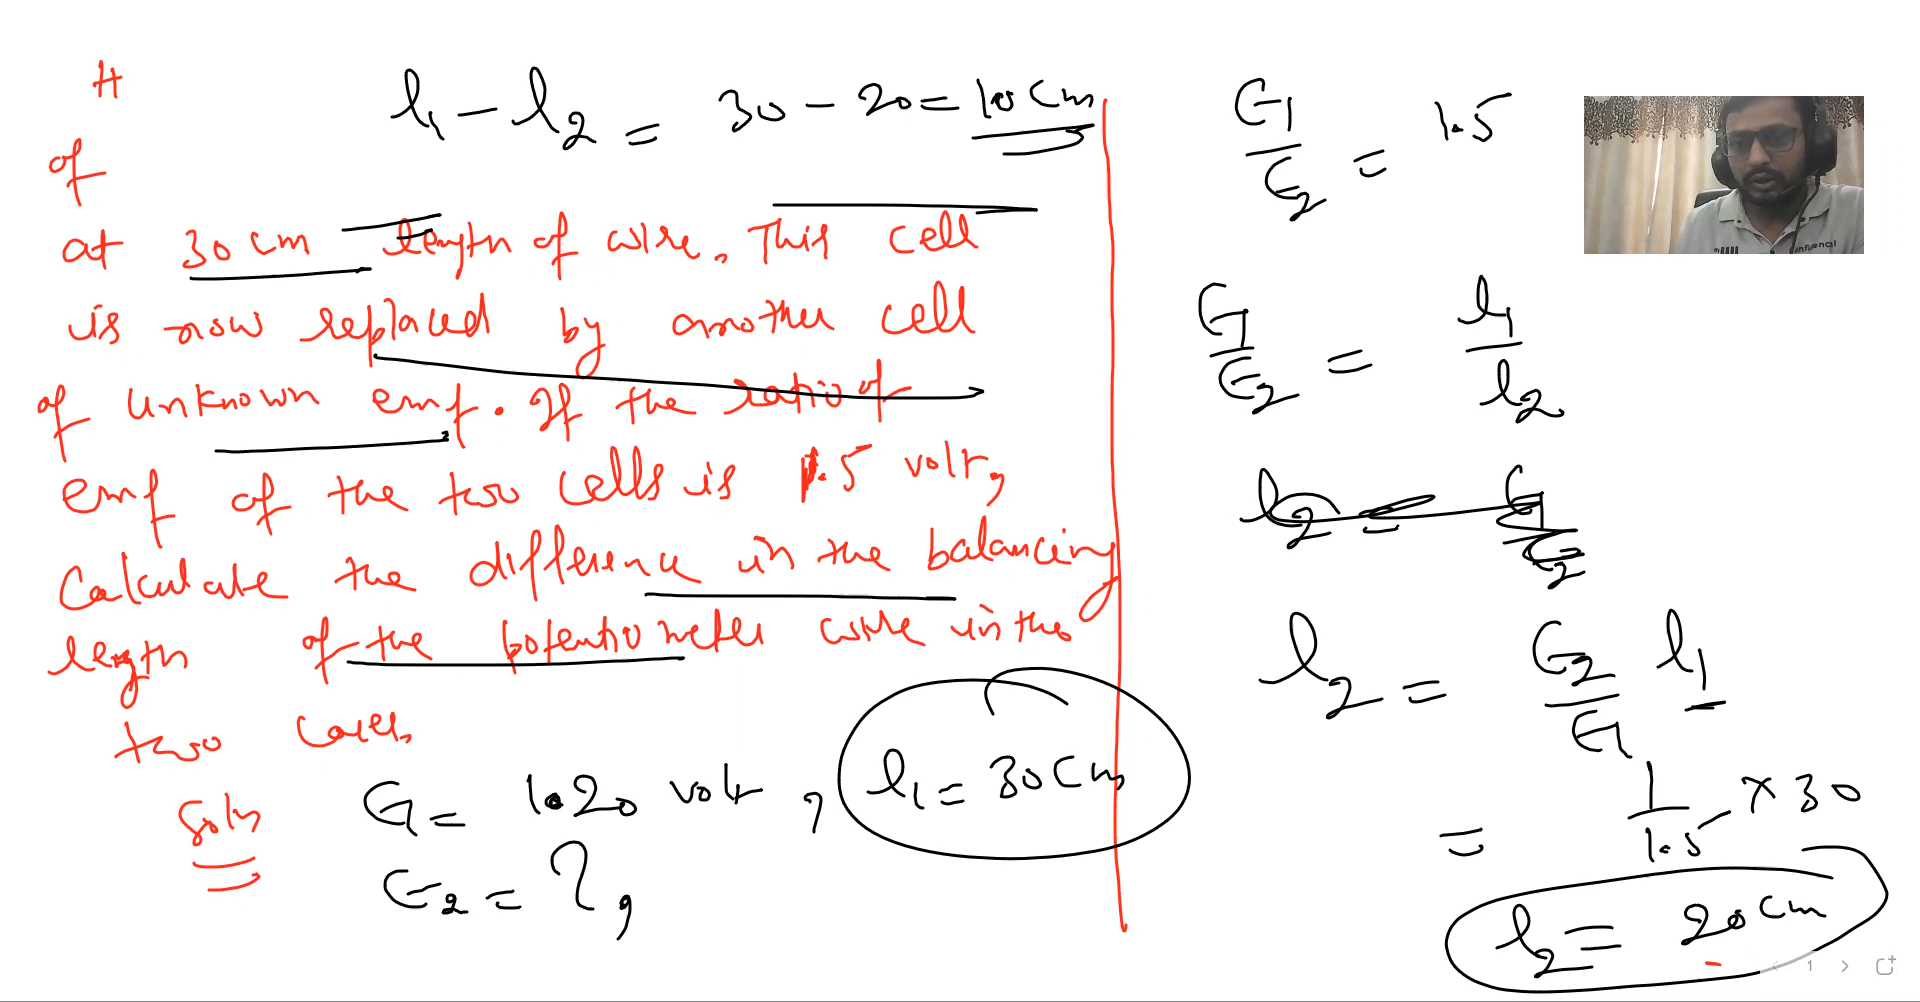 l1 - l2 = 30 - 20 = 10 cm
of
at 30 cm length of wire. This cell
is now replaced by another cell
of unknown emf. If the ratio of
emf of the two cells is 1.5 volt,
Calculate the difference in the balancing
length of the potentiometer wire in the
two cases.
Soln
E1 = 1.20 volt, l1 = 30 cm
E2 = ?,
E1/E2 = 1.5
E1/E2 = l1/l2
l2 = E1/E2
l2 = E2/E1 l1
= 1/1.5 × 30
l2 = 20 cm
1